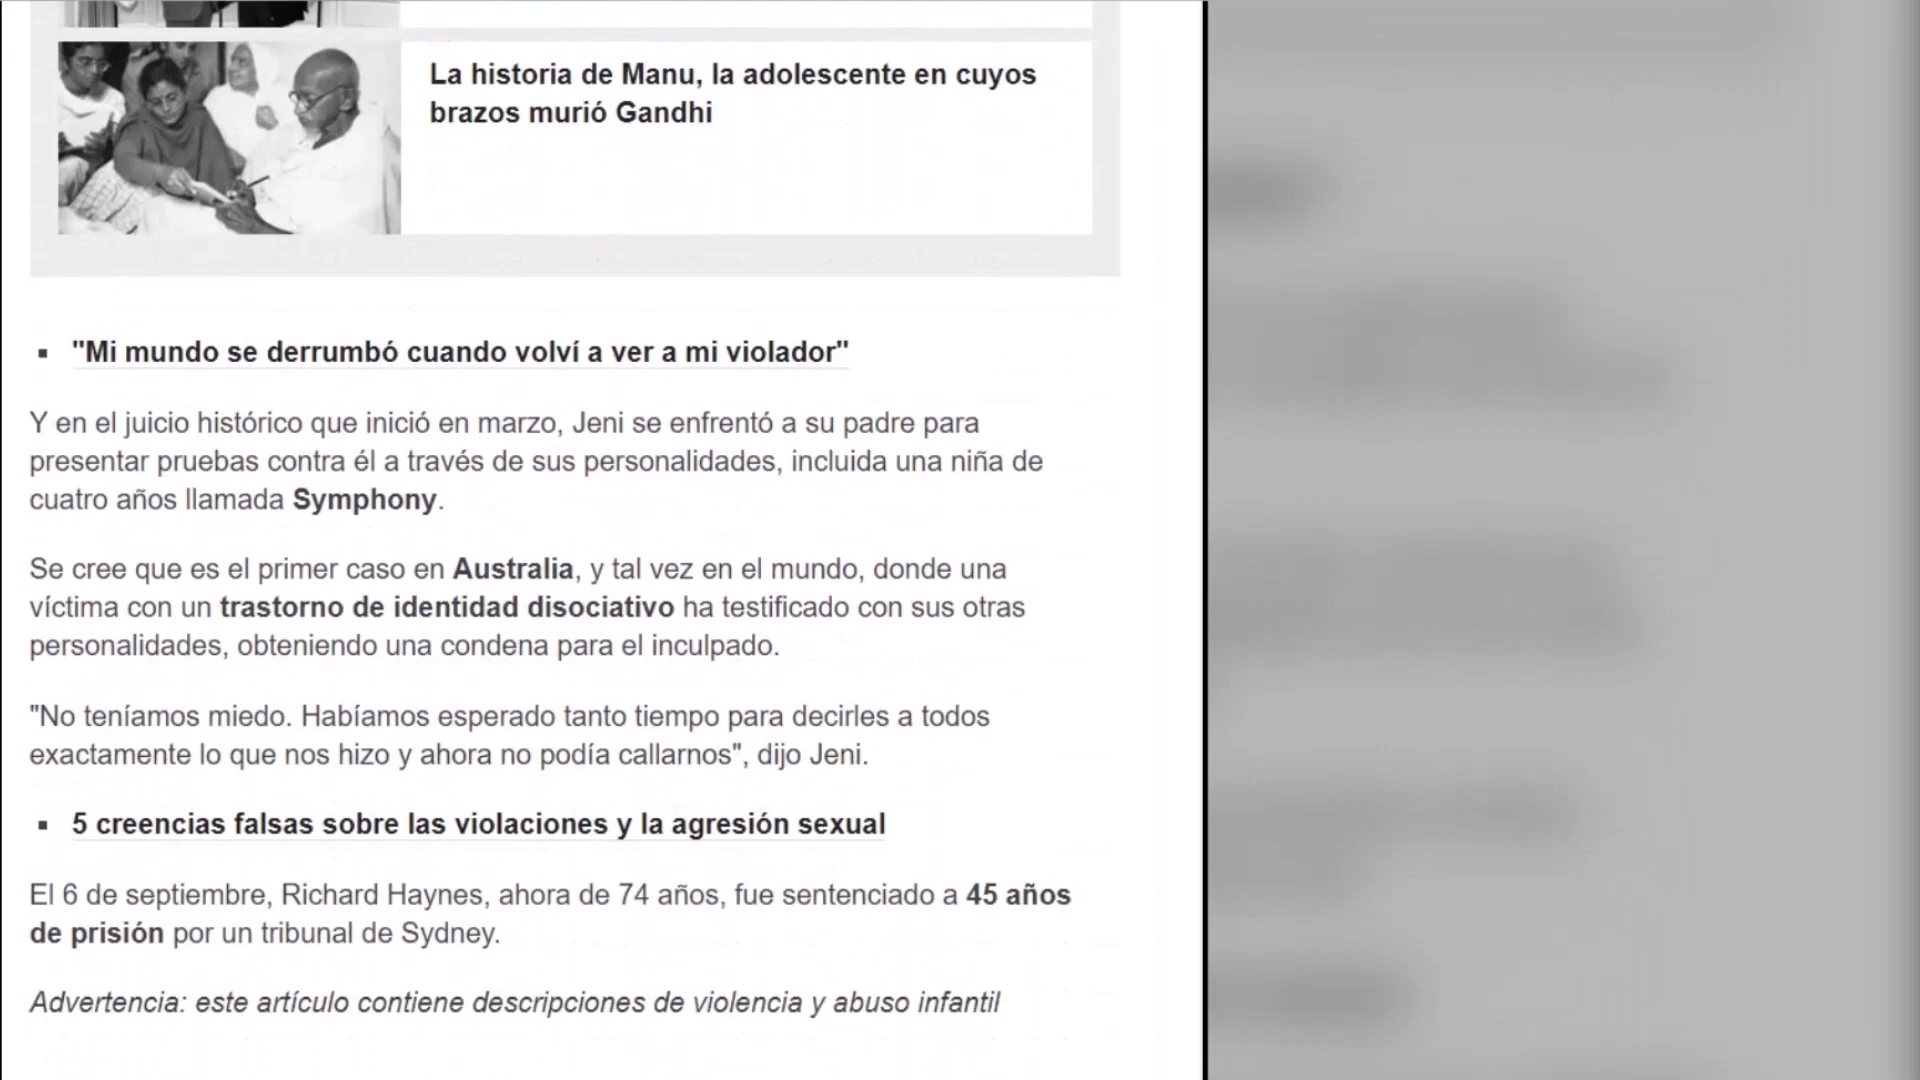 La historia de Manu, la adolescente en cuyos
brazos murió Gandhi
"Mi mundo se derrumbó cuando volví a ver a mi violador"
Y en el juicio histórico que inició en marzo, Jeni se enfrentó a su padre para
presentar pruebas contra él a través de sus personalidades, incluida una niña de
cuatro años llamada Symphony.
Se cree que es el primer caso en Australia, y tal vez en el mundo, donde una
víctima con un trastorno de identidad disociativo ha testificado con sus otras
personalidades, obteniendo una condena para el inculpado.
"No teníamos miedo. Habíamos esperado tanto tiempo para decirles a todos
exactamente lo que nos hizo y ahora no podía callarnos", dijo Jeni.
5 creencias falsas sobre las violaciones y la agresión sexual
El 6 de septiembre, Richard Haynes, ahora de 74 años, fue sentenciado a 45 años
de prisión por un tribunal de Sydney.
Advertencia: este artículo contiene descripciones de violencia y abuso infantil